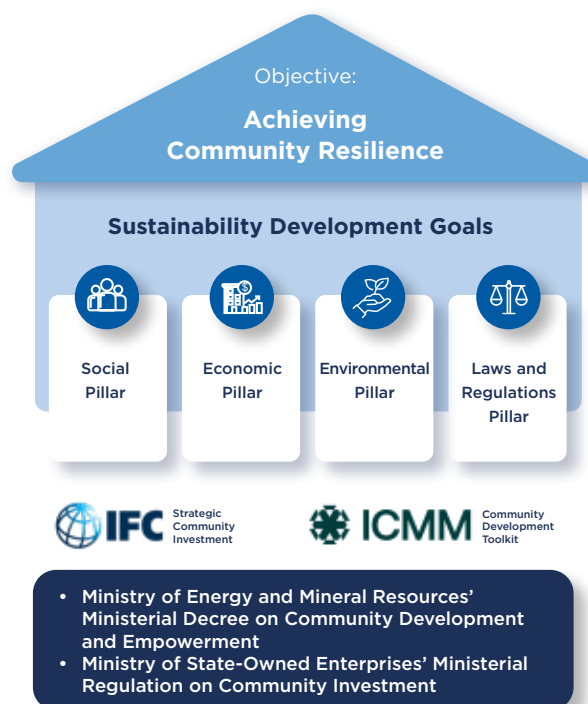 Objective:
Achieving
Community Resilience
Sustainability Development Goals
Social
Pillar
Economic
Pillar
Environmental
Pillar
Laws and
Regulations
Pillar
IFC
Strategic
Community
Investment
ICMM
Community
Development
Toolkit
• Ministry of Energy and Mineral Resources’
Ministerial Decree on Community Development
and Empowerment
• Ministry of State-Owned Enterprises’ Ministerial
Regulation on Community Investment